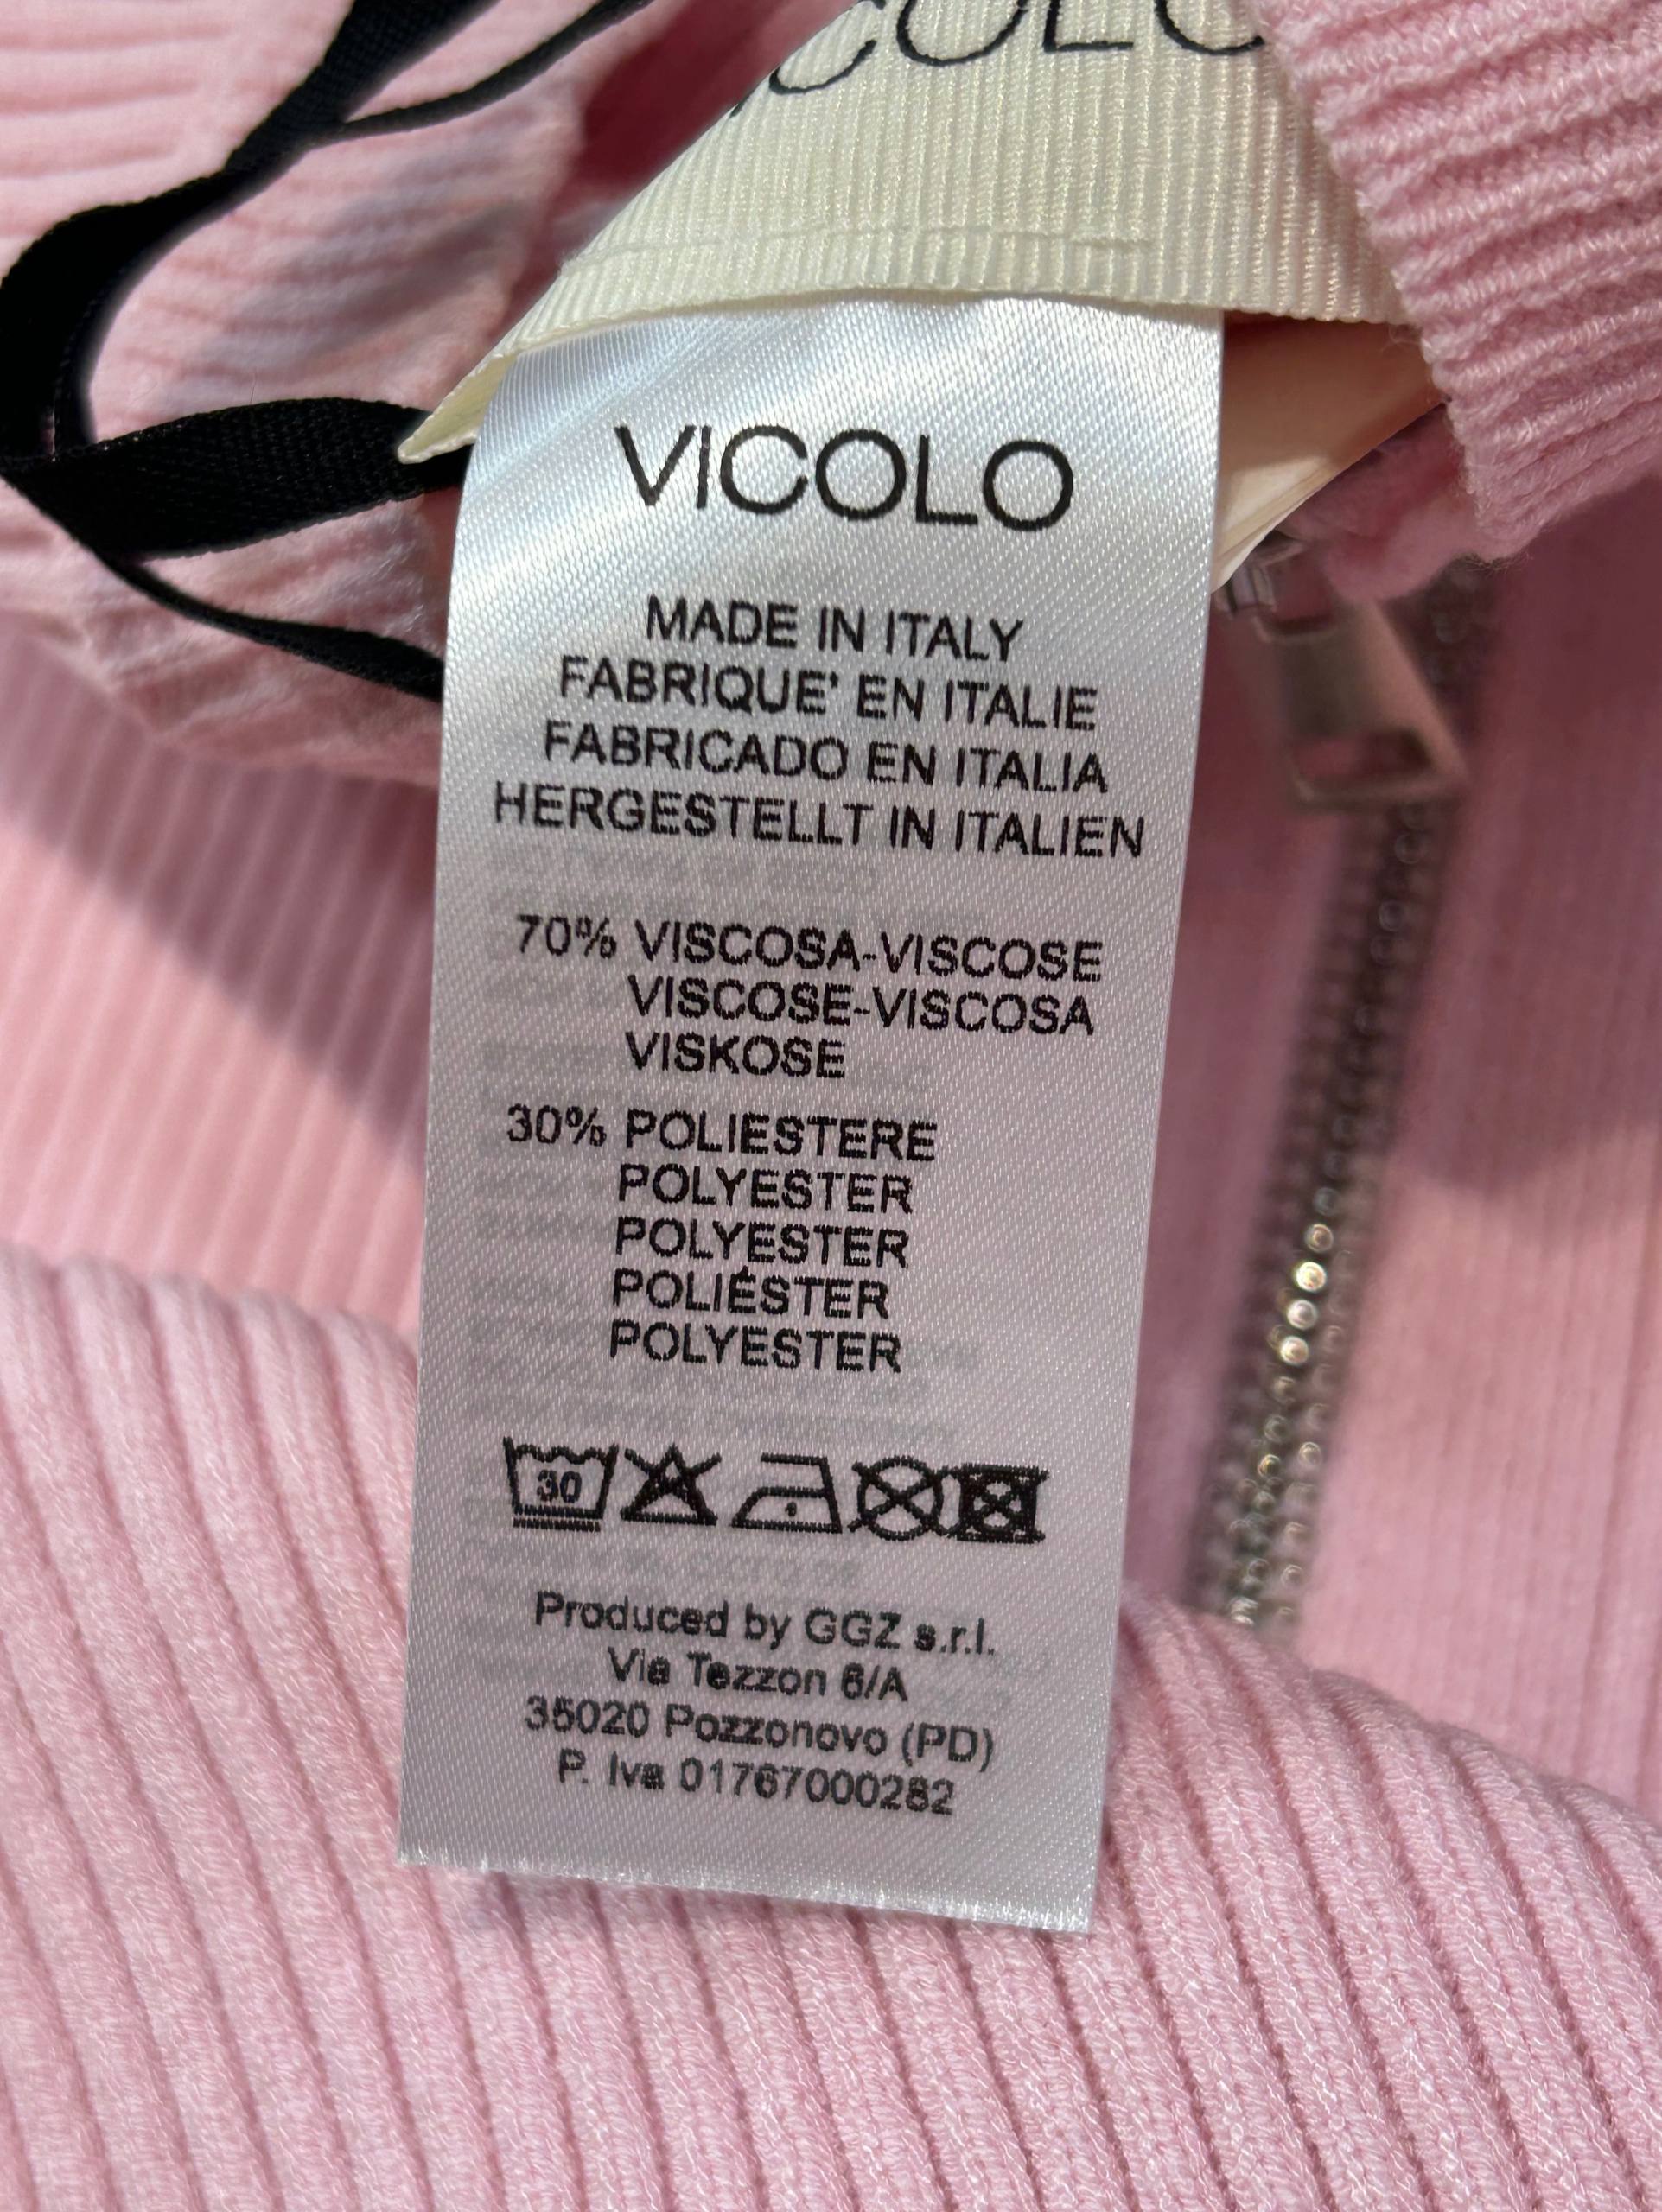 VICOLO
MADE IN ITALY
FABRIQUE' EN ITALIE
FABRICADO EN ITALIA
HERGESTELLT IN ITALIEN
70% VISCOSA-VISCOSE
VISCOSE-VISCOSA
VISKOSE
30% POLIESTERE
POLYESTER
POLYESTER
POLIÉSTER
POLYESTER
30
Produced by GGZ s.r.l.
Via Tezzon 6/A
35020 Pozzonovo (PD)
P. Iva 01767000282